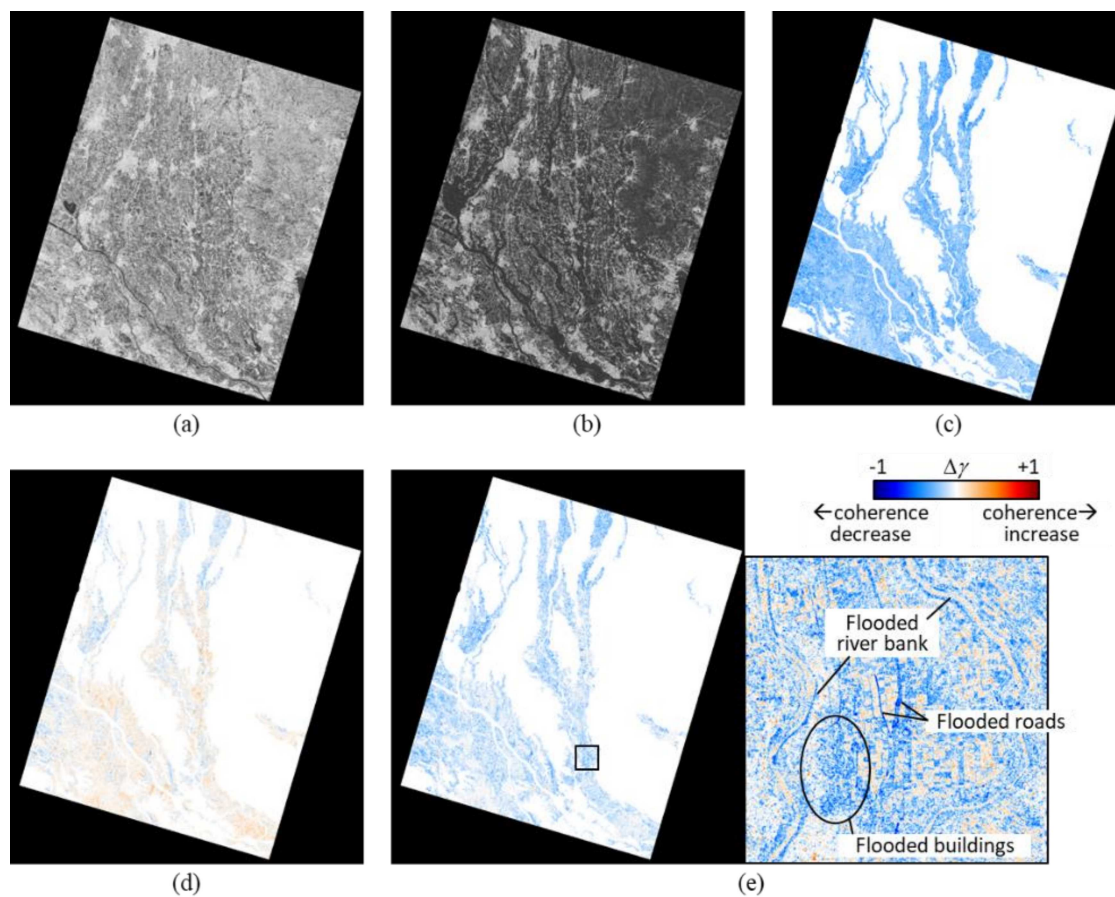 (a)
(b)
(c)
-1 Δγ +1
←coherence decrease
coherence→ increase
Flooded river bank
Flooded roads
Flooded buildings
(d)
(e)